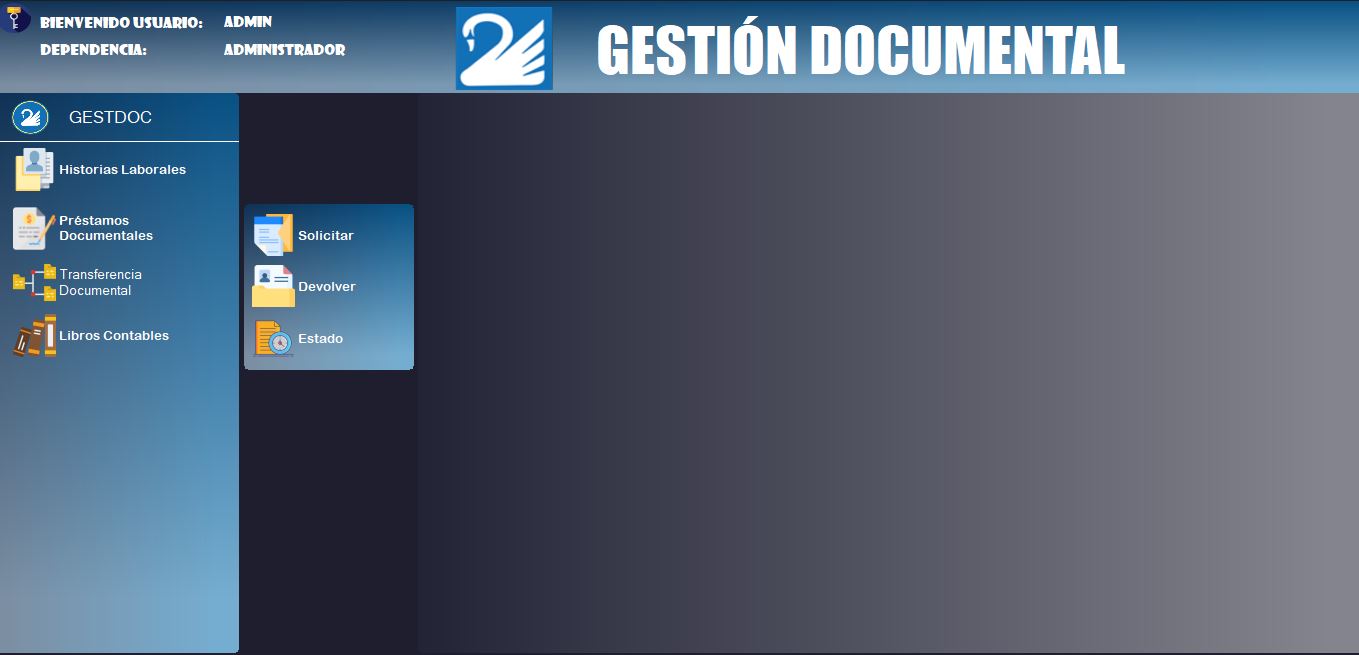 BIENVENIDO USUARIO: ADMIN
DEPENDENCIA: ADMINISTRADOR
GESTIÓN DOCUMENTAL
GESTDOC
Historias Laborales
Préstamos
Documentales
Transferencia
Documental
Libros Contables
Solicitar
Devolver
Estado